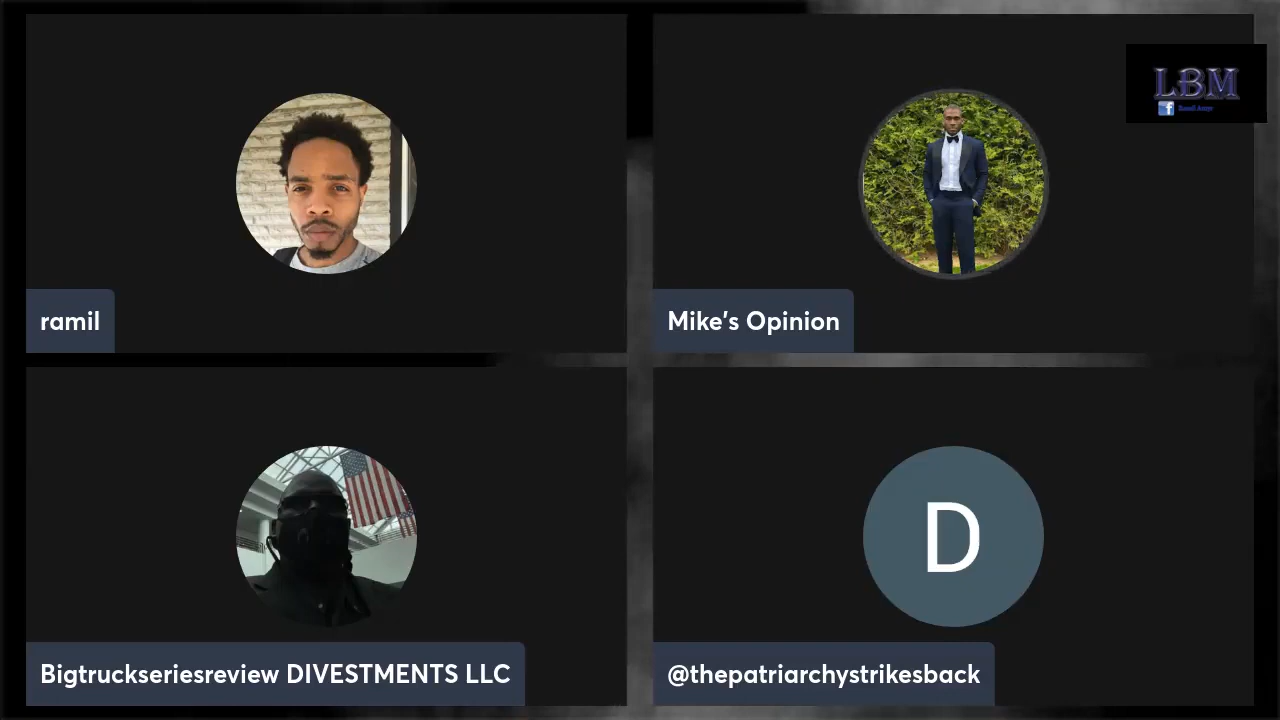 LBM
ramil
Mike's Opinion
D
Bigtruckseriesreview DIVESTMENTS LLC
@thepatriarchystrikesback